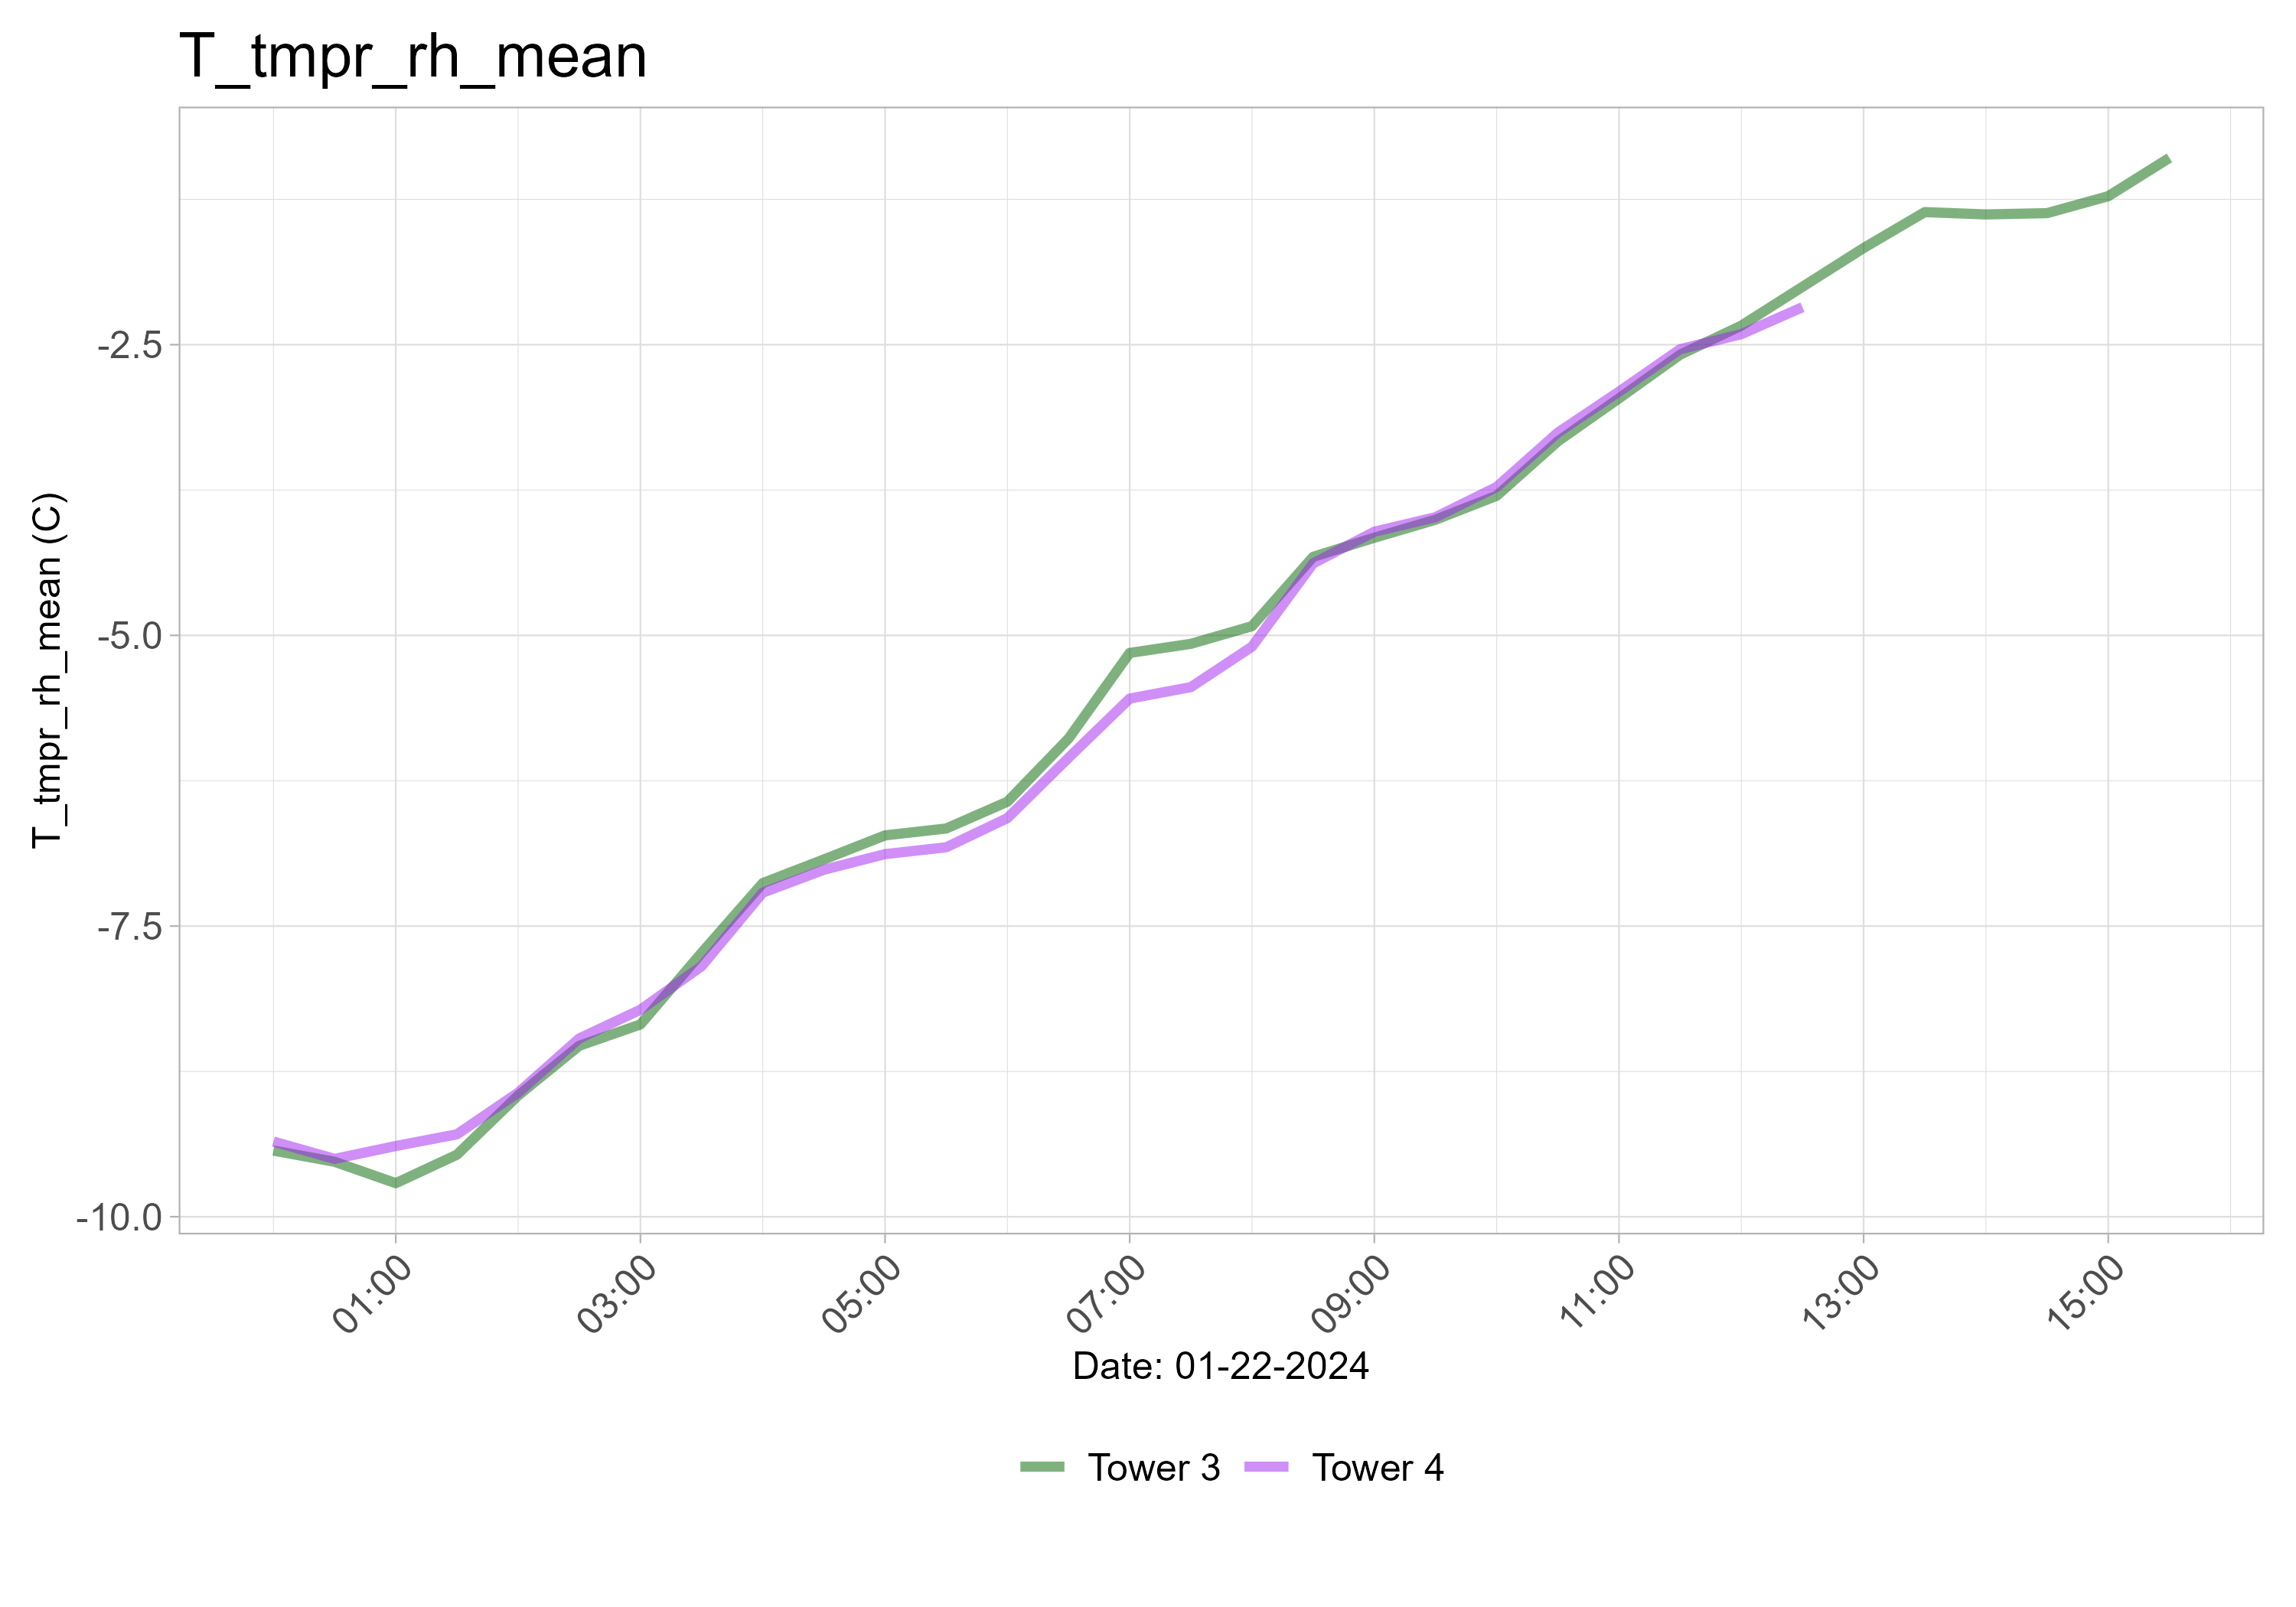 T_tmpr_rh_mean
T_tmpr_rh_mean (C)
-2.5
-5.0
-7.5
-10.0
01:00 03:00 05:00 07:00 09:00 11:00 13:00 15:00
Date: 01-22-2024
Tower 3 Tower 4